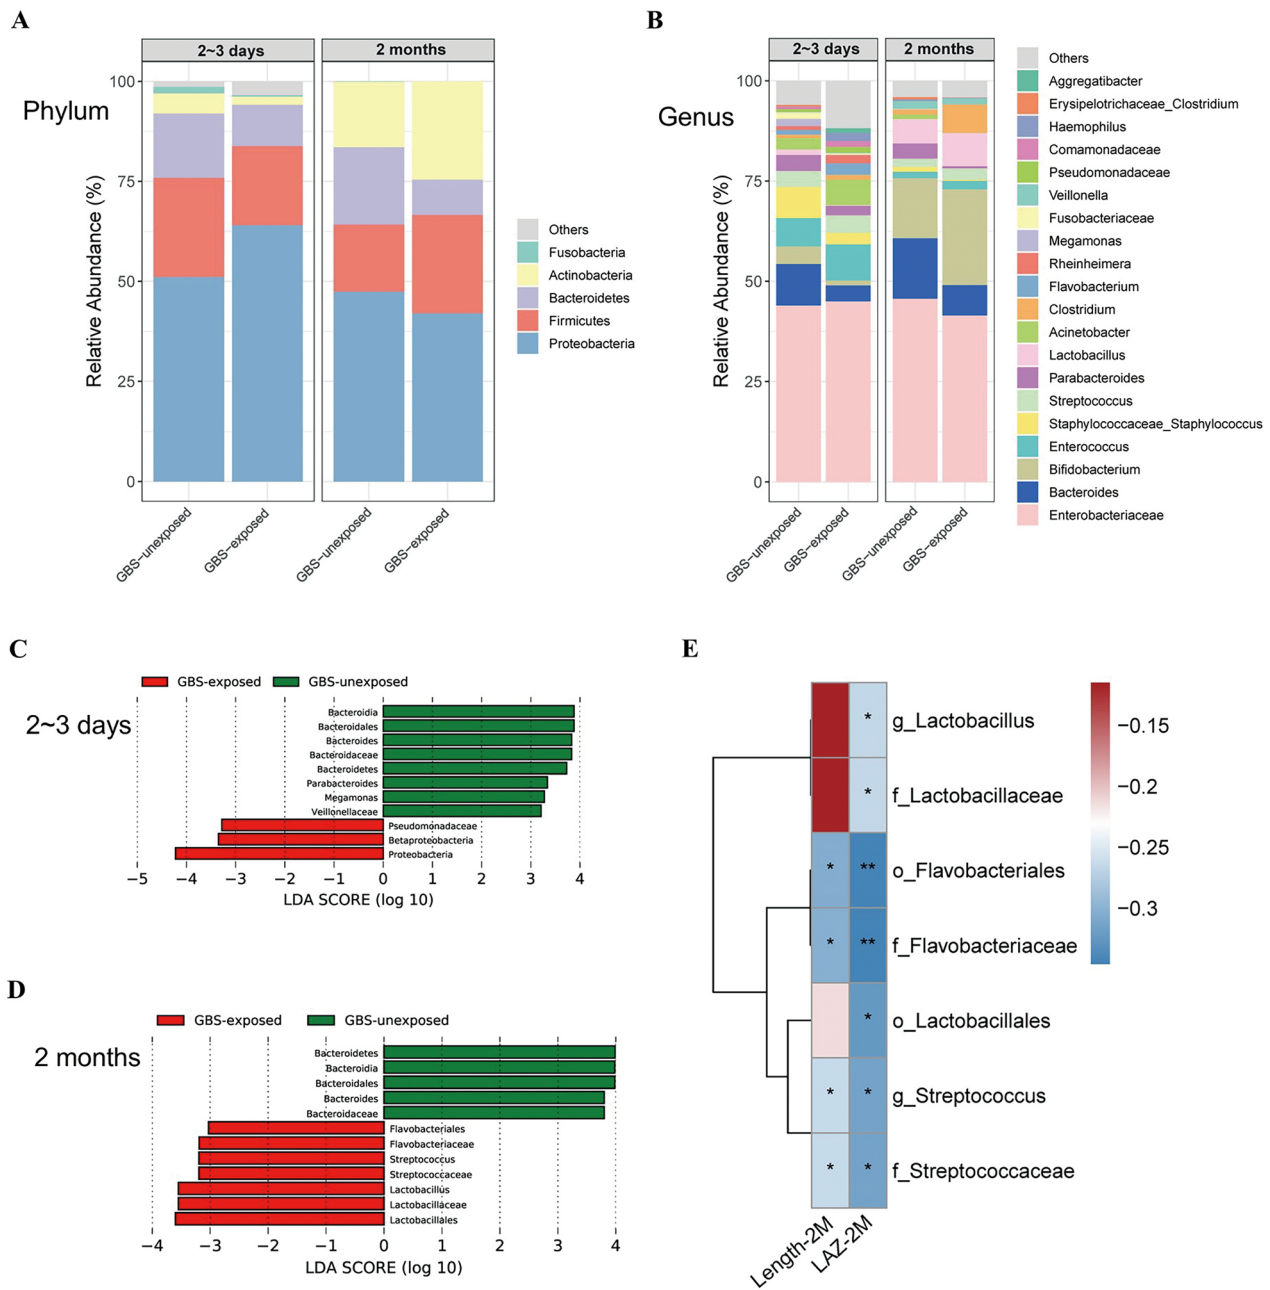 A
2~3 days
2 months
Phylum
Relative Abundance (%)
100
75
50
25
0
GBS−unexposed
GBS−exposed
GBS−unexposed
GBS−exposed
Others
Fusobacteria
Actinobacteria
Bacteroidetes
Firmicutes
Proteobacteria
B
2~3 days
2 months
Genus
Relative Abundance (%)
100
75
50
25
0
GBS−unexposed
GBS−exposed
GBS−unexposed
GBS−exposed
Others
Aggregatibacter
Erysipelotrichaceae_Clostridium
Haemophilus
Comamonadaceae
Pseudomonadaceae
Veillonella
Fusobacteriaceae
Megamonas
Rheinheimera
Flavobacterium
Clostridium
Acinetobacter
Lactobacillus
Parabacteroides
Streptococcus
Staphylococcaceae_Staphylococcus
Enterococcus
Bifidobacterium
Bacteroides
Enterobacteriaceae
C
GBS-exposed
GBS-unexposed
2~3 days
Bacteroidia
Bacteroidales
Bacteroides
Bacteroidaceae
Bacteroidetes
Parabacteroides
Megamonas
Veillonellaceae
Pseudomonadaceae
Betaproteobacteria
Proteobacteria
−5 −4 −3 −2 −1 0 1 2 3 4
LDA SCORE (log 10)
D
GBS-exposed
GBS-unexposed
2 months
Bacteroidetes
Bacteroidia
Bacteroidales
Bacteroides
Bacteroidaceae
Flavobacteriales
Flavobacteriaceae
Streptococcus
Streptococcaceae
Lactobacillus
Lactobacillaceae
Lactobacillales
−4 −3 −2 −1 0 1 2 3 4
LDA SCORE (log 10)
E
* g_Lactobacillus
* f_Lactobacillaceae
* ** o_Flavobacteriales
* ** f_Flavobacteriaceae
* o_Lactobacillales
* * g_Streptococcus
* * f_Streptococcaceae
Length-2M
LAZ-2M
−0.15
−0.2
−0.25
−0.3